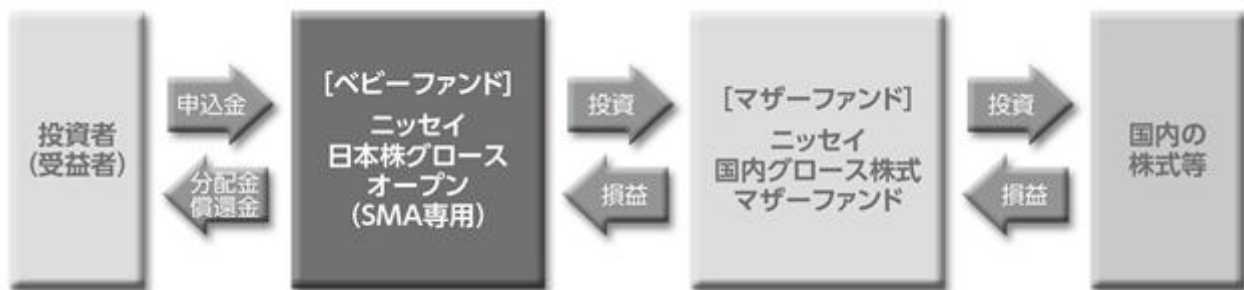 投資者
(受益者)
申込金
分配金
償還金
[ベビーファンド]
ニッセイ
日本株グロース
オープン
(SMA専用)
投資
損益
[マザーファンド]
ニッセイ
国内グロース株式
マザーファンド
投資
損益
国内の
株式等